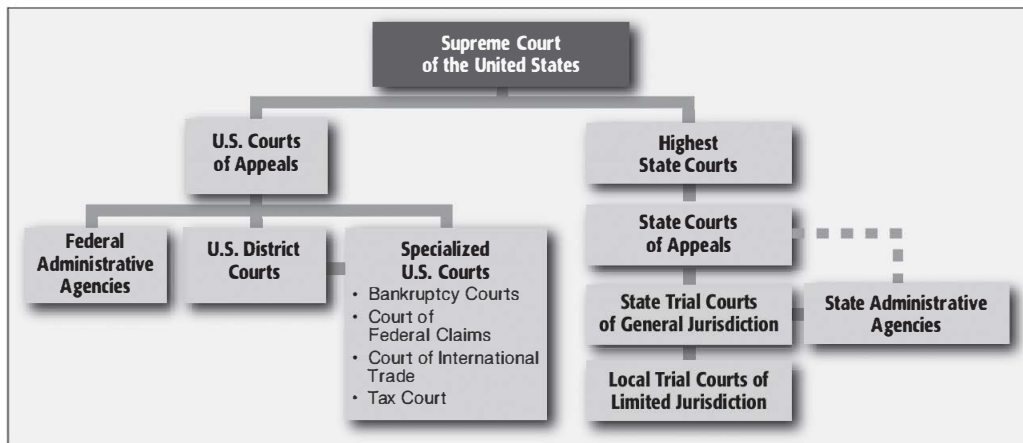 Supreme Court
of the United States
U.S. Courts
of Appeals
Highest
State Courts
Federal
Administrative
Agencies
U.S. District
Courts
Specialized
U.S. Courts
• Bankruptcy Courts
• Court of
Federal Claims
• Court of International
Trade
• Tax Court
State Courts
of Appeals
State Trial Courts
of General Jurisdiction
State Administrative
Agencies
Local Trial Courts of
Limited Jurisdiction